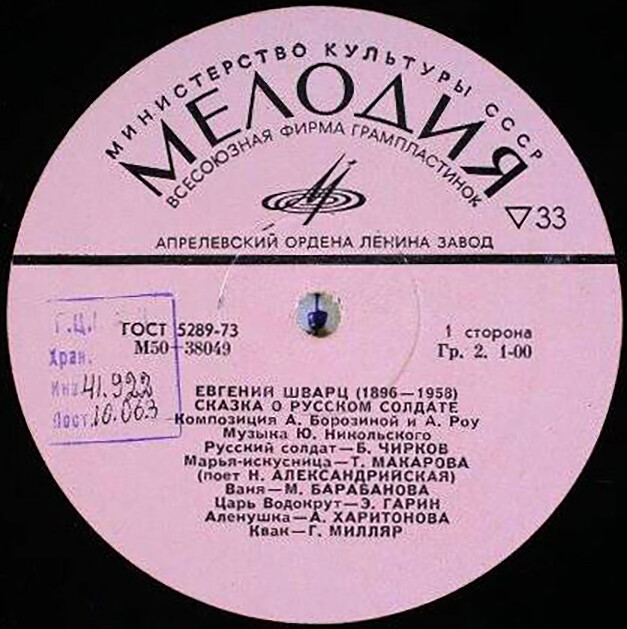 МИНИСТЕРСТВО КУЛЬТУРЫ СССР
МЕЛОДИЯ
ВСЕСОЮЗНАЯ ФИРМА ГРАМПЛАСТИНОК
▽33
АПРЕЛЕВСКИЙ ОРДЕНА ЛЕНИНА ЗАВОД
ГОСТ 5289-73
М50-38049
1 сторона
Гр. 2. 1-00
Хран.
41.922
10.063
ЕВГЕНИЙ ШВАРЦ (1896—1958)
СКАЗКА О РУССКОМ СОЛДАТЕ
Композиция А. Борозиной и А. Роу
Музыка Ю. Никольского
Русский солдат—Б. ЧИРКОВ
Марья-искусница—Т. МАКАРОВА
(поет Н. АЛЕКСАНДРИЙСКАЯ)
Ваня—М. БАРАБАНОВА
Царь Водокрут—Э. ГАРИН
Аленушка—А. ХАРИТОНОВА
Квак—Г. МИЛЛЯР